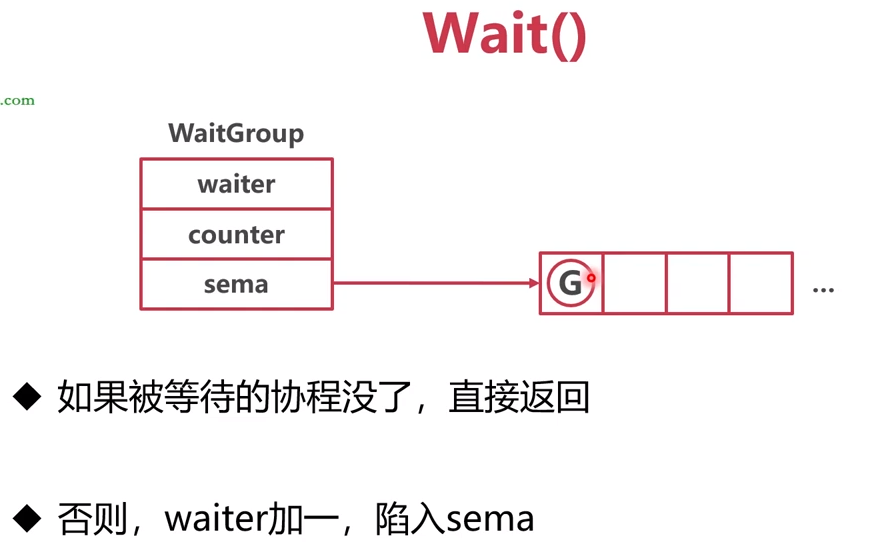 Wait()
.com
WaitGroup
waiter
counter
sema
G
...
◆ 如果被等待的协程没了，直接返回
◆ 否则，waiter加一，陷入sema